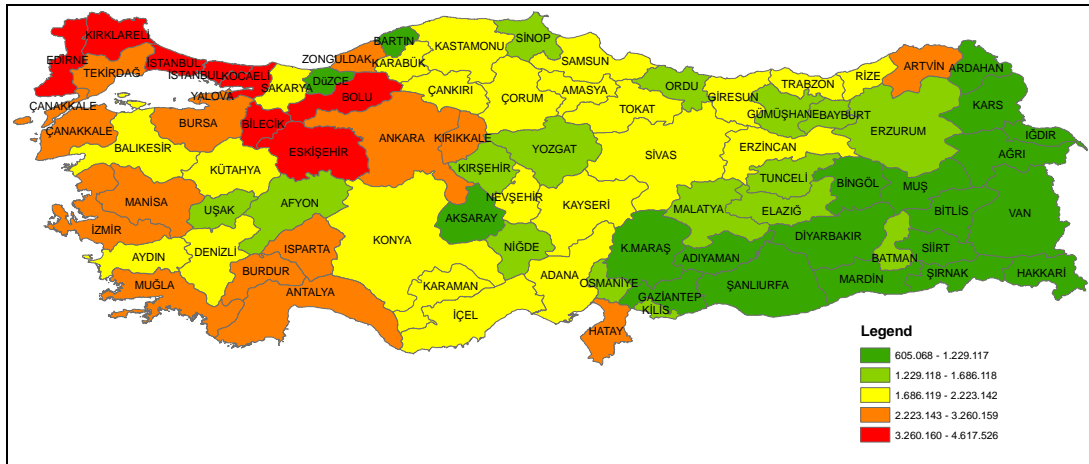 KIRKLARELİ
EDİRNE
TEKİRDAĞ
İSTANBUL
İSTANBUL
KOCAELİ
YALOVA
SAKARYA
DÜZCE
ZONGULDAK
BARTIN
KARABÜK
KASTAMONU
SİNOP
SAMSUN
BOLU
ÇANKIRI
ÇORUM
AMASYA
ORDU
GİRESUN
TRABZON
RİZE
ARTVİN
ARDAHAN
ÇANAKKALE
ÇANAKKALE
BURSA
BİLECİK
ANKARA
KIRIKKALE
TOKAT
GÜMÜŞHANE
BAYBURT
ERZURUM
KARS
IĞDIR
BALIKESİR
ESKİŞEHİR
KÜTAHYA
KIRŞEHİR
YOZGAT
SİVAS
ERZİNCAN
AĞRI
TUNCELİ
BİNGÖL
MUŞ
MANİSA
UŞAK
AFYON
AKSARAY
NEVŞEHİR
KAYSERİ
MALATYA
ELAZIĞ
BİTLİS
VAN
İZMİR
AYDIN
DENİZLİ
ISPARTA
KONYA
NİĞDE
K.MARAŞ
ADIYAMAN
DİYARBAKIR
BATMAN
SİİRT
MUĞLA
BURDUR
ANTALYA
KARAMAN
İÇEL
ADANA
OSMANİYE
GAZİANTEP
KİLİS
ŞANLIURFA
MARDİN
ŞIRNAK
HAKKARİ
HATAY
Legend
605.068 - 1.229.117
1.229.118 - 1.686.118
1.686.119 - 2.223.142
2.223.143 - 3.260.159
3.260.160 - 4.617.526